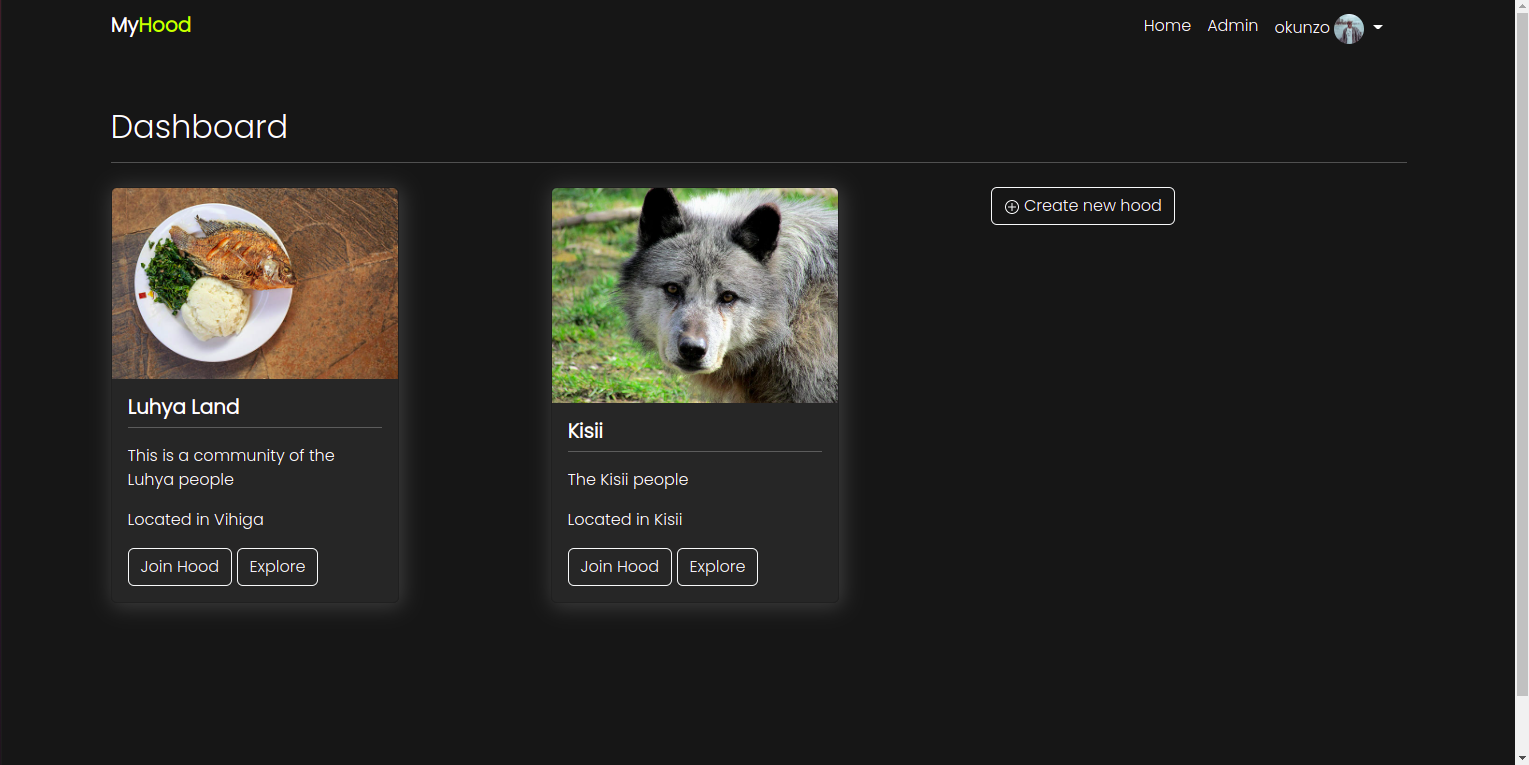 MyHood
Home Admin okunzo
Dashboard
Luhya Land
This is a community of the
Luhya people
Located in Vihiga
Join Hood Explore
Kisii
The Kisii people
Located in Kisii
Join Hood Explore
Create new hood